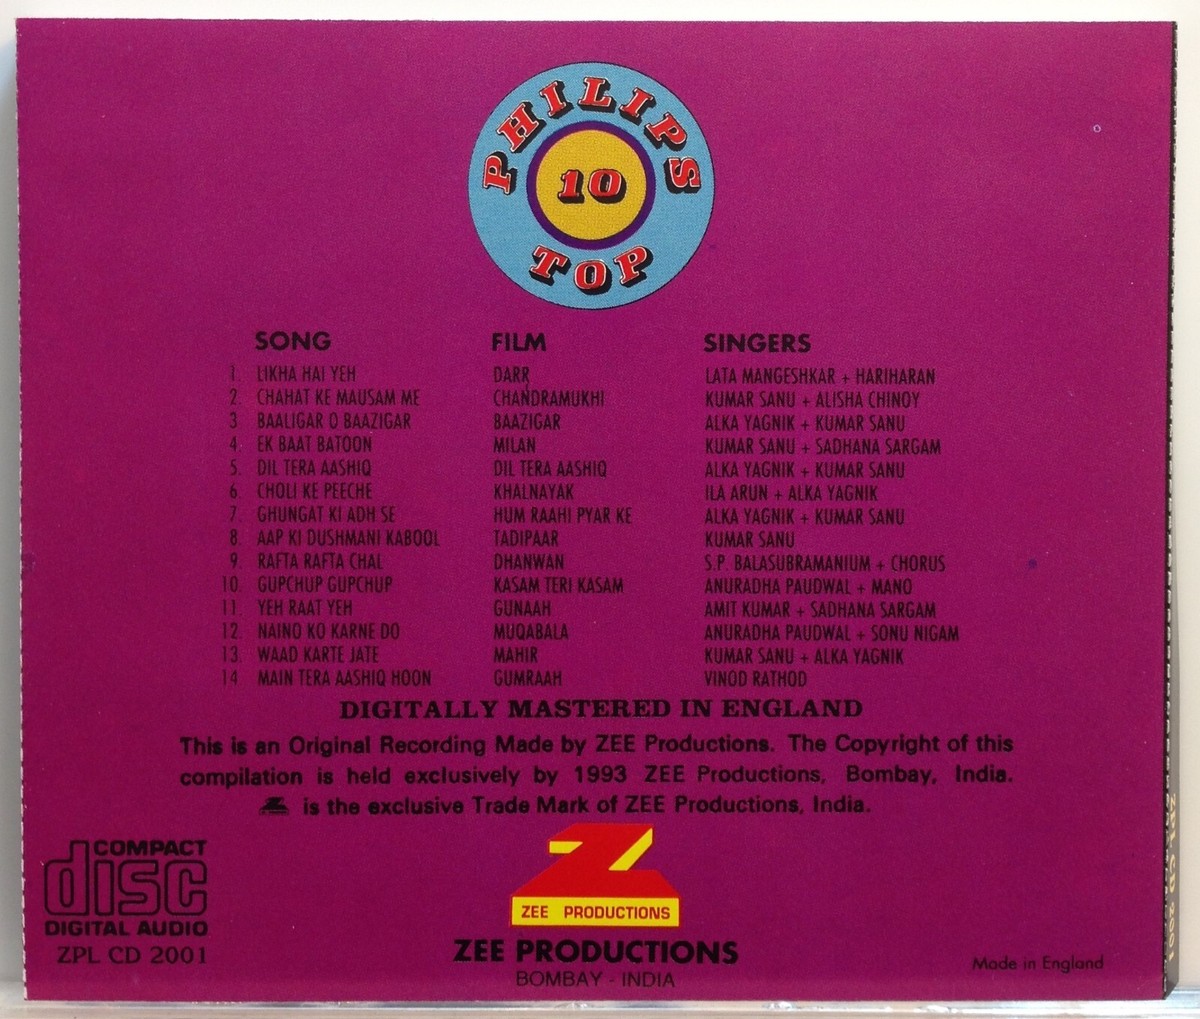 PHILIPS
10
TOP
SONG FILM SINGERS
1. LIKHA HAI YEH DARR LATA MANGESHKAR + HARIHARAN
2. CHAHAT KE MAUSAM ME CHANDRAMUKHI KUMAR SANU + ALISHA CHINOY
3 BAALIGAR O BAAZIGAR BAAZIGAR ALKA YAGNIK + KUMAR SANU
4. EK BAAT BATOON MILAN KUMAR SANU + SADHANA SARGAM
5. DIL TERA AASHIQ DIL TERA AASHIQ ALKA YAGNIK + KUMAR SANU
6. CHOLI KE PEECHE KHALNAYAK ILA ARUN + ALKA YAGNIK
7. GHUNGAT KI ADH SE HUM RAAHI PYAR KE ALKA YAGNIK + KUMAR SANU
8. AAP KI DUSHMANI KABOOL TADIPAAR KUMAR SANU
9. RAFTA RAFTA CHAL DHANWAN S.P. BALASUBRAMANIUM + CHORUS
10. GUPCHUP GUPCHUP KASAM TERI KASAM ANURADHA PAUDWAL + MANO
11. YEH RAAT YEH GUNAAH AMIT KUMAR + SADHANA SARGAM
12. NAINO KO KARNE DO MUQABALA ANURADHA PAUDWAL + SONU NIGAM
13. WAAD KARTE JATE MAHIR KUMAR SANU + ALKA YAGNIK
14 MAIN TERA AASHIQ HOON GUMRAAH VINOD RATHOD
DIGITALLY MASTERED IN ENGLAND
This is an Original Recording Made by ZEE Productions. The Copyright of this
compilation is held exclusively by 1993 ZEE Productions, Bombay, India.
Z is the exclusive Trade Mark of ZEE Productions, India.
COMPACT
disc
DIGITAL AUDIO
ZPL CD 2001
Z
ZEE PRODUCTIONS
ZEE PRODUCTIONS
BOMBAY - INDIA
Made in England
ZPL CD 2001